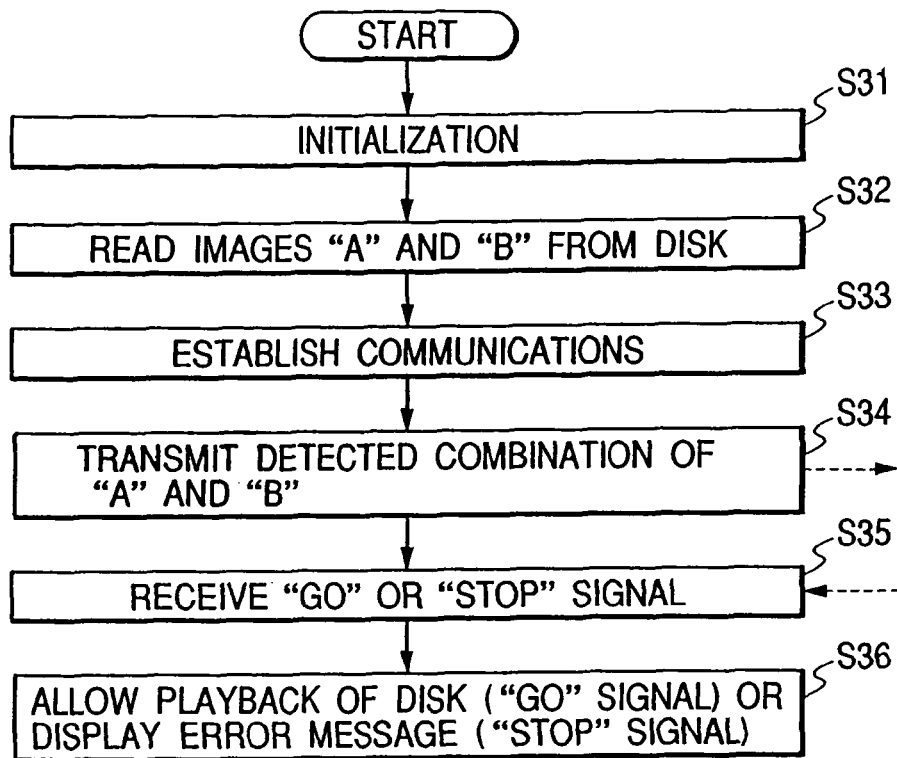 START
S31
INITIALIZATION
S32
READ IMAGES “A” AND “B” FROM DISK
S33
ESTABLISH COMMUNICATIONS
S34
TRANSMIT DETECTED COMBINATION OF
“A” AND “B”
S35
RECEIVE “GO” OR “STOP” SIGNAL
S36
ALLOW PLAYBACK OF DISK (“GO” SIGNAL) OR
DISPLAY ERROR MESSAGE (“STOP” SIGNAL)